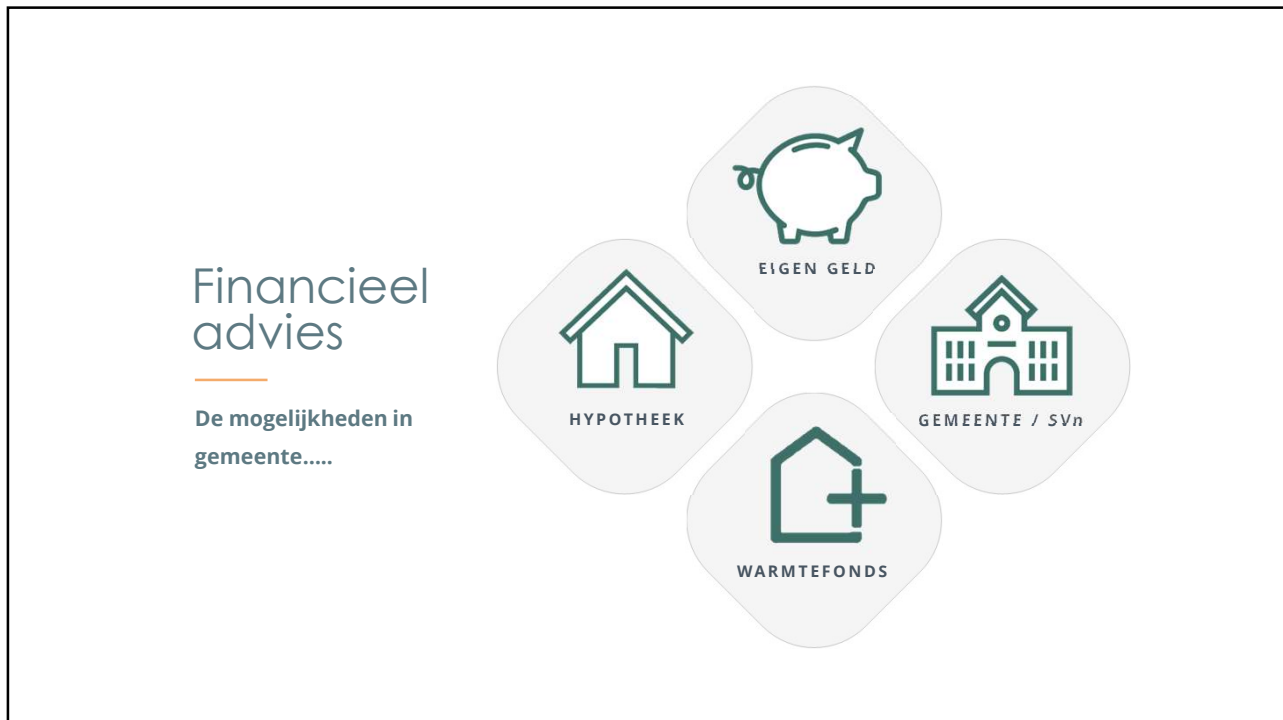 Financieel
advies
De mogelijkheden in
gemeente.....
EIGEN GELD
HYPOTHEEK
GEMEENTE / SVn
WARMTEFONDS